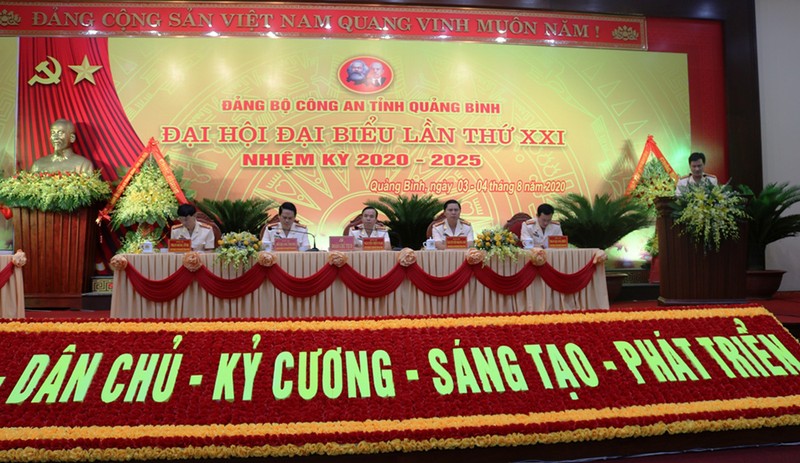 ĐẢNG CỘNG SẢN VIỆT NAM QUANG VINH MUÔN NĂM !
ĐẢNG BỘ CÔNG AN TỈNH QUẢNG BÌNH
ĐẠI HỘI ĐẠI BIỂU LẦN THỨ XXI
NHIỆM KỲ 2020 - 2025
Quảng Bình, ngày 03 - 04 tháng 8 năm 2020
- DÂN CHỦ - KỶ CƯƠNG - SÁNG TẠO - PHÁT TRIỂN